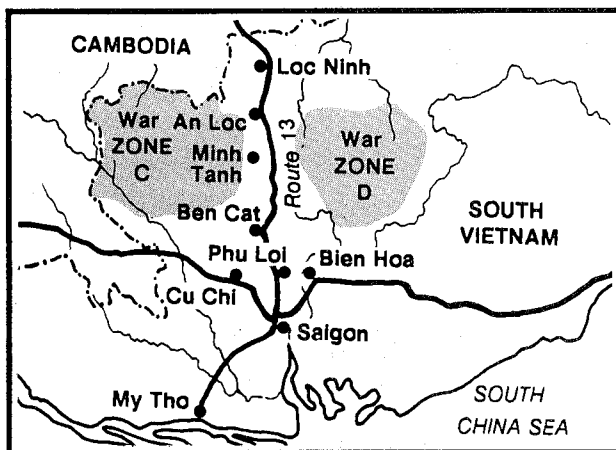 CAMBODIA
Loc Ninh
War
ZONE
C
An Loc
Minh
Tanh
Route 13
War
ZONE
D
Ben Cat
SOUTH
VIETNAM
Phu Loi
Bien Hoa
Cu Chi
Saigon
My Tho
SOUTH
CHINA SEA